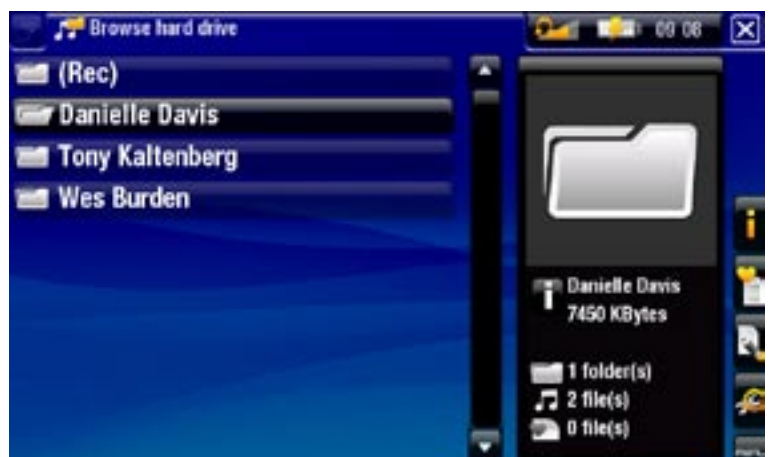 Browse hard drive
09 08
(Rec)
Danielle Davis
Tony Kaltenberg
Wes Burden
Danielle Davis
7450 KBytes
1 folder(s)
2 file(s)
0 file(s)